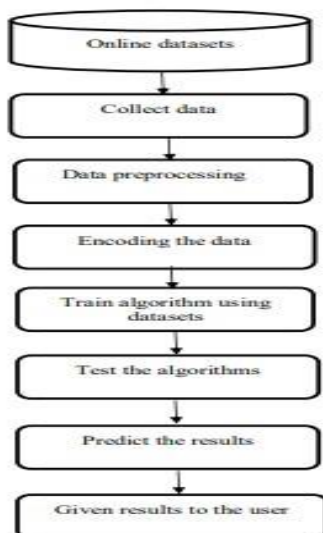 Online datasets
Collect data
Data preprocessing
Encoding the data
Train algorithm using
datasets
Test the algorithms
Predict the results
Given results to the user